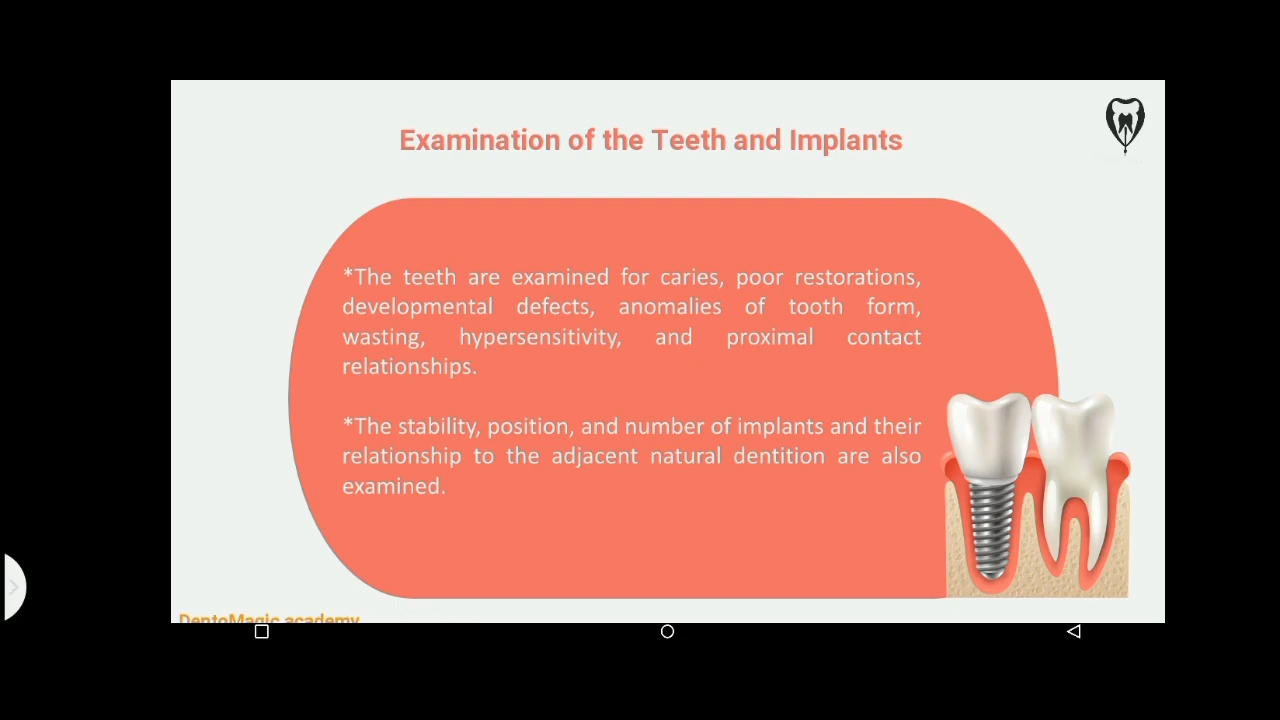 Examination of the Teeth and Implants
*The teeth are examined for caries, poor restorations,
developmental defects, anomalies of tooth form,
wasting, hypersensitivity, and proximal contact
relationships.
*The stability, position, and number of implants and their
relationship to the adjacent natural dentition are also
examined.
DentoMagic academy